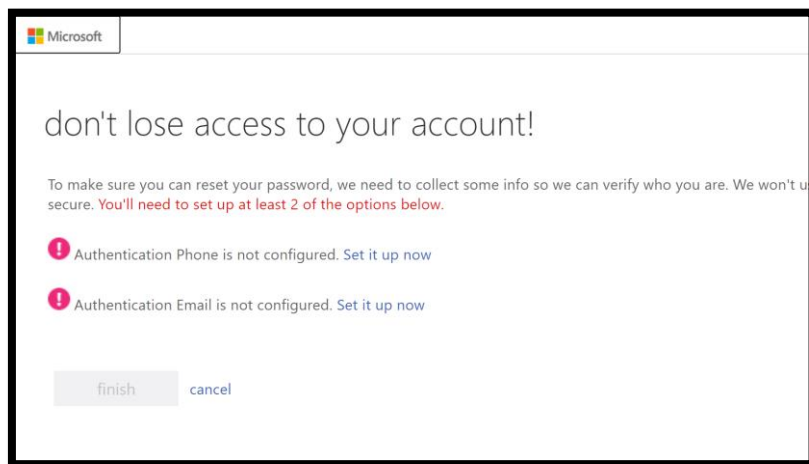 Microsoft
don't lose access to your account!
To make sure you can reset your password, we need to collect some info so we can verify who you are. We won't
secure. You'll need to set up at least 2 of the options below.
Authentication Phone is not configured. Set it up now
Authentication Email is not configured. Set it up now
finish
cancel